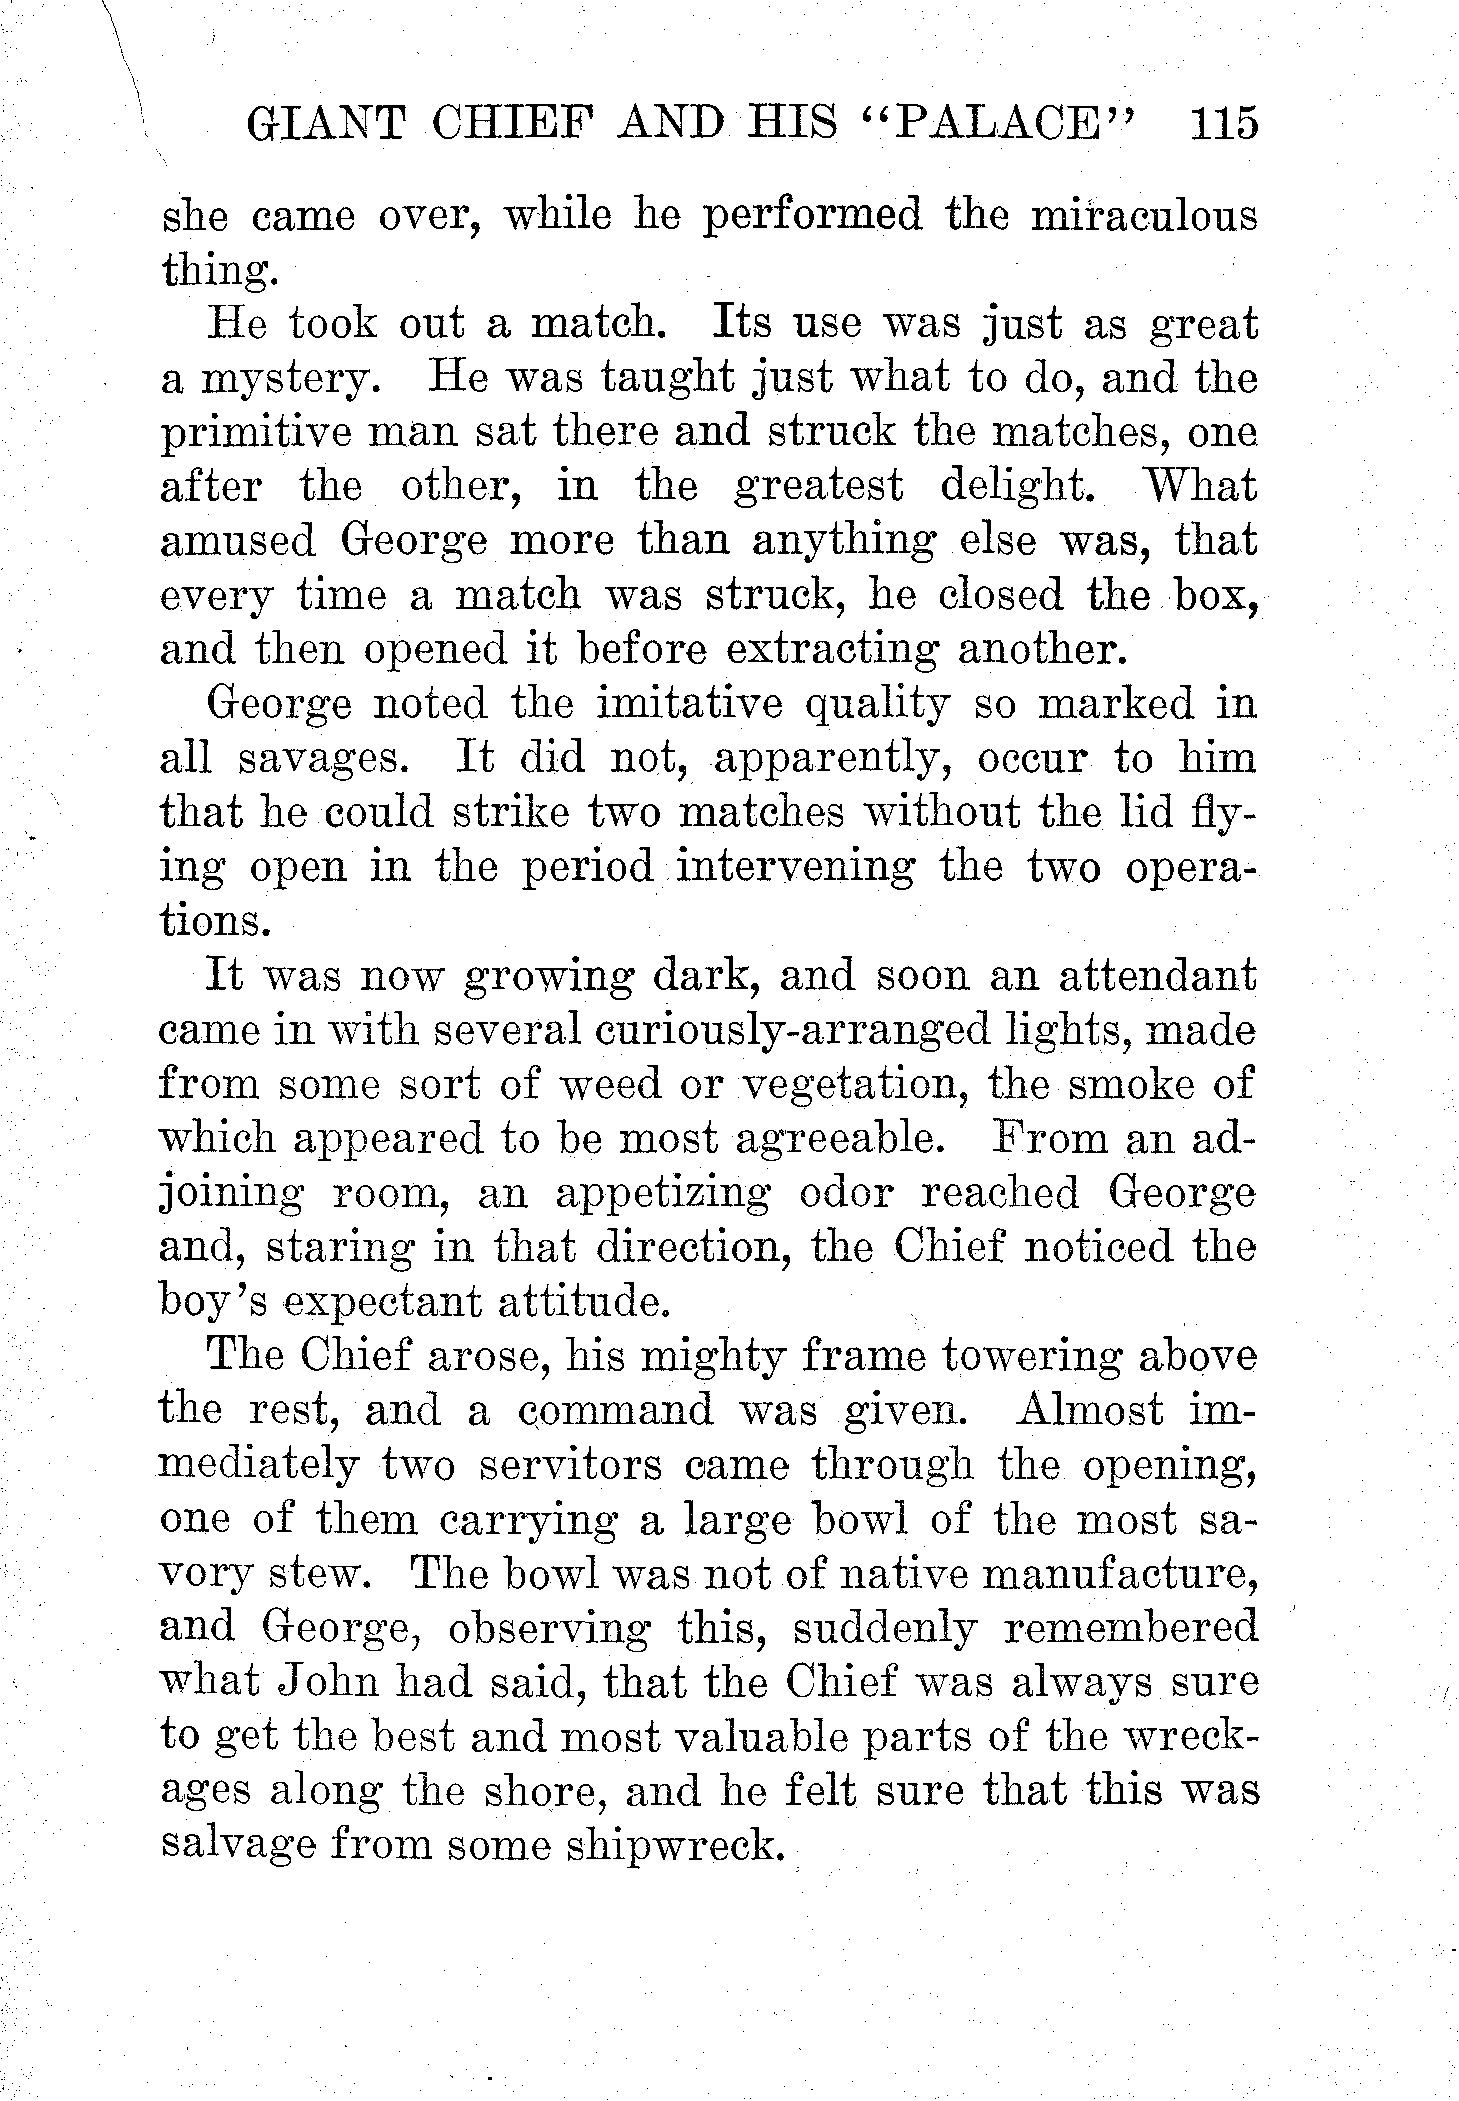 GIANT CHIEF AND HIS “PALACE” 115
she came over, while he performed the miraculous
thing.
He took out a match. Its use was just as great
a mystery. He was taught just what to do, and the
primitive man sat there and struck the matches, one
after the other, in the greatest delight. What
amused George more than anything else was, that
every time a match was struck, he closed the box,
and then opened it before extracting another.
George noted the imitative quality so marked in
all savages. It did not, apparently, occur to him
that he could strike two matches without the lid fly-
ing open in the period intervening the two opera-
tions.
It was now growing dark, and soon an attendant
came in with several curiously-arranged lights, made
from some sort of weed or vegetation, the smoke of
which appeared to be most agreeable. From an ad-
joining room, an appetizing odor reached George
and, staring in that direction, the Chief noticed the
boy’s expectant attitude.
The Chief arose, his mighty frame towering above
the rest, and a command was given. Almost im-
mediately two servitors came through the opening,
one of them carrying a large bowl of the most sa-
vory stew. The bowl was not of native manufacture,
and George, observing this, suddenly remembered
what John had said, that the Chief was always sure
to get the best and most valuable parts of the wreck-
ages along the shore, and he felt sure that this was
salvage from some shipwreck.